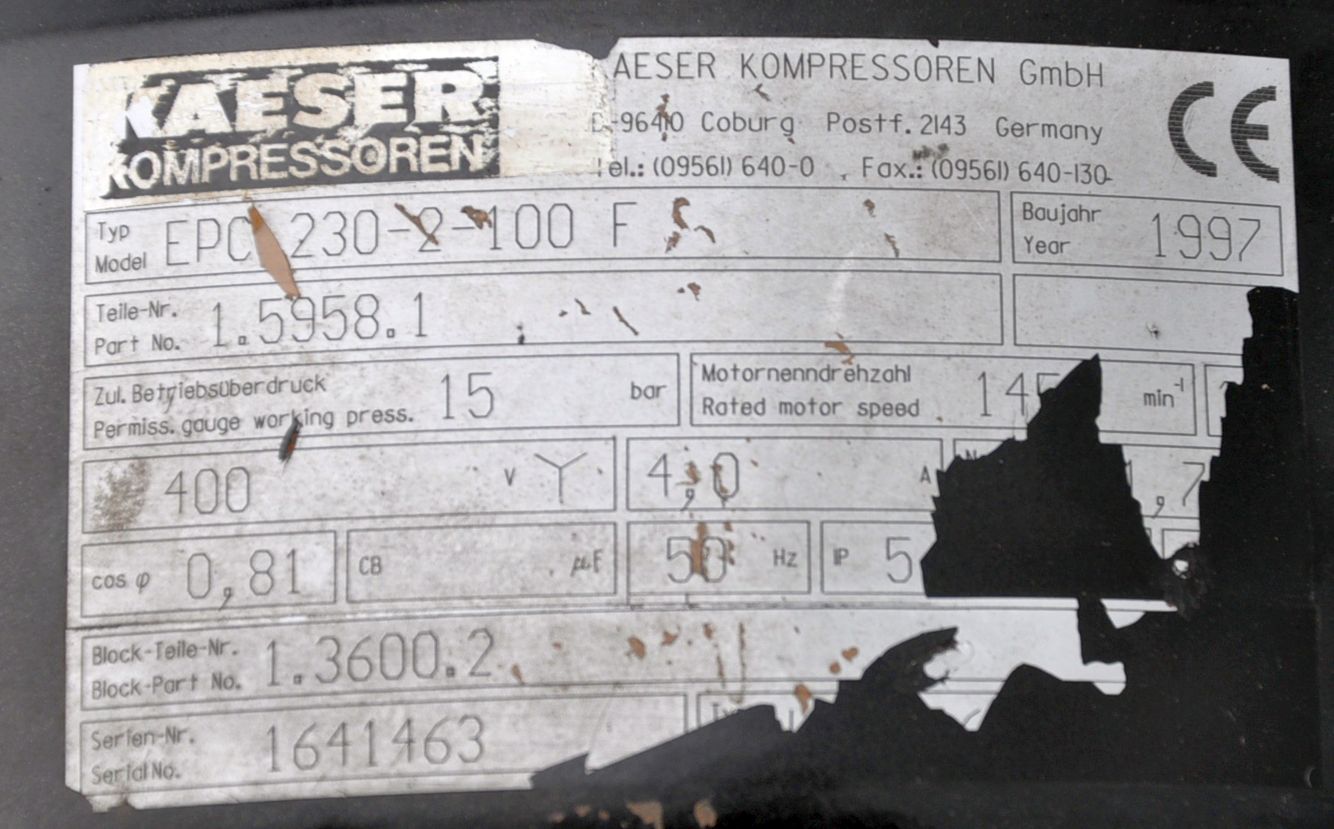 KAESER
KOMPRESSOREN
AESER KOMPRESSOREN GmbH
D-96410 Coburg Postf. 2143 Germany
Tel.: (09561) 640-0 Fax.: (09561) 640-130
CE
Typ
Model EPC 230-2-100 F
Baujahr
Year 1997
Teile-Nr.
Part No. 1.5958.1
Zul. Betriebsüberdruck
Permiss. gauge working press. 15 bar
Motornenndrehzahl
Rated motor speed min-1
400 V Y 4,0 A
cos φ 0,81 CB µF 50 Hz IP
Block-Teile-Nr.
Block-Part No. 1.3600.2
Serien-Nr.
Serial No. 1641463